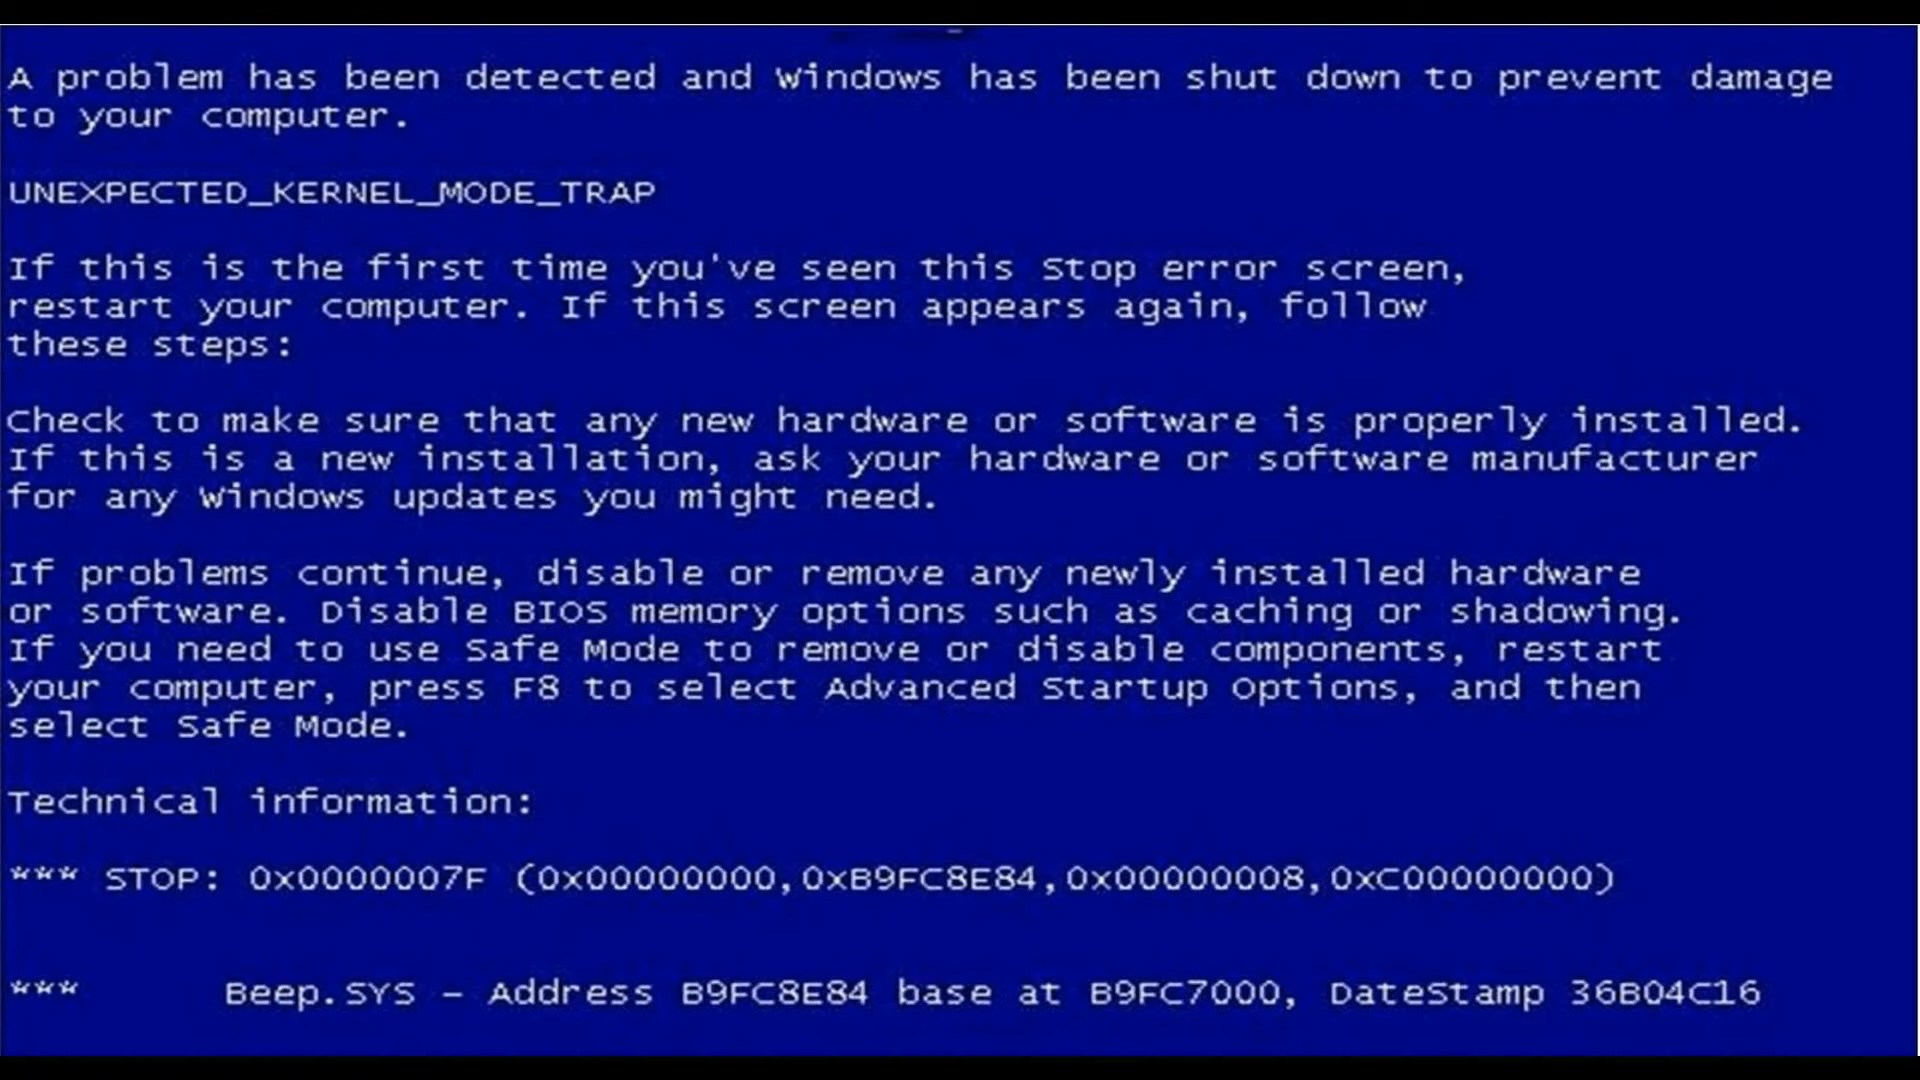 A problem has been detected and Windows has been shut down to prevent damage
to your computer.
UNEXPECTED_KERNEL_MODE_TRAP
If this is the first time you've seen this Stop error screen,
restart your computer. If this screen appears again, follow
these steps:
Check to make sure that any new hardware or software is properly installed.
If this is a new installation, ask your hardware or software manufacturer
for any Windows updates you might need.
If problems continue, disable or remove any newly installed hardware
or software. Disable BIOS memory options such as caching or shadowing.
If you need to use Safe Mode to remove or disable components, restart
your computer, press F8 to select Advanced Startup Options, and then
select Safe Mode.
Technical information:
*** STOP: 0x0000007F (0x00000000,0xB9FC8E84,0x00000008,0xC00000000)
*** Beep.SYS – Address B9FC8E84 base at B9FC7000, DateStamp 36B04C16